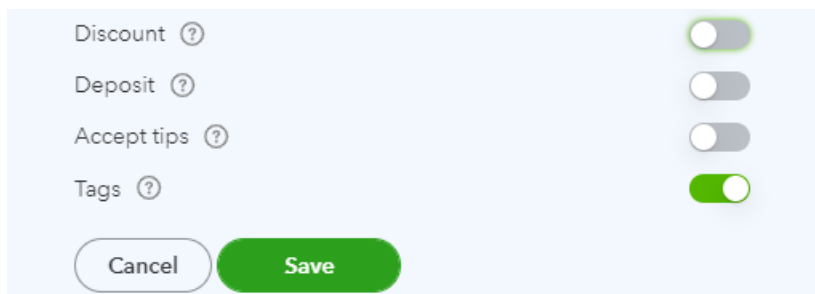 Discount ?
Deposit ?
Accept tips ?
Tags ?
Cancel Save